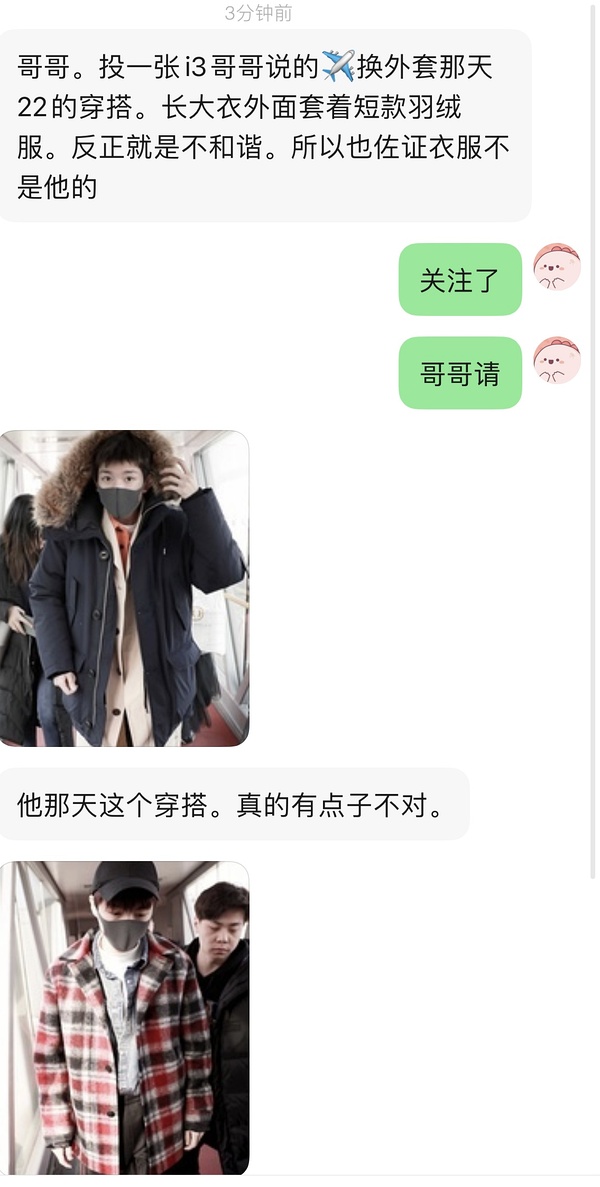 3分钟前
哥哥。投一张i3哥哥说的✈️换外套那天
22的穿搭。长大衣外面套着短款羽绒
服。反正就是不和谐。所以也佐证衣服不
是他的
关注了
哥哥请
他那天这个穿搭。真的有点子不对。